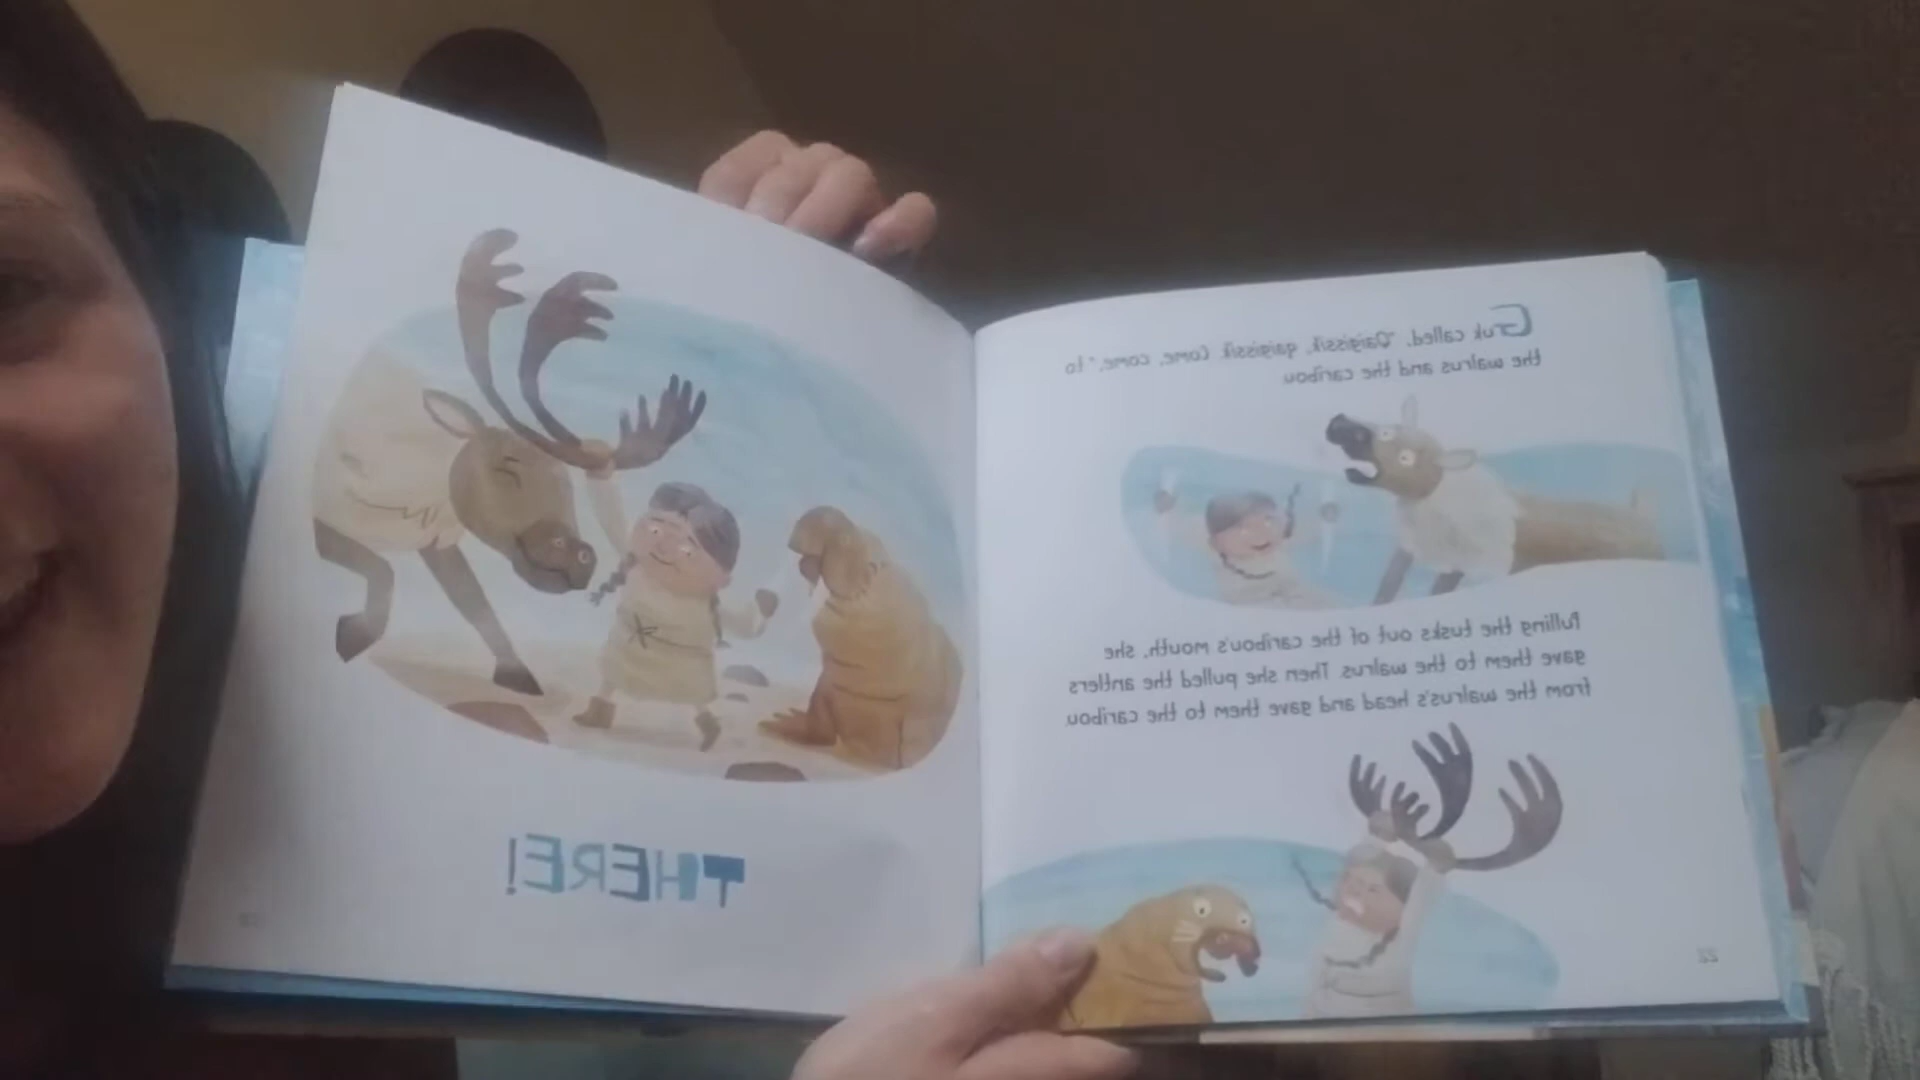 Guk called, "Qaigissik, qaigissik. Come, come," to
the walrus and the caribou.
Pulling the tusks out of the caribou's mouth, she
gave them to the walrus. Then she pulled the antlers
from the walrus's head and gave them to the caribou.
22
THERE!